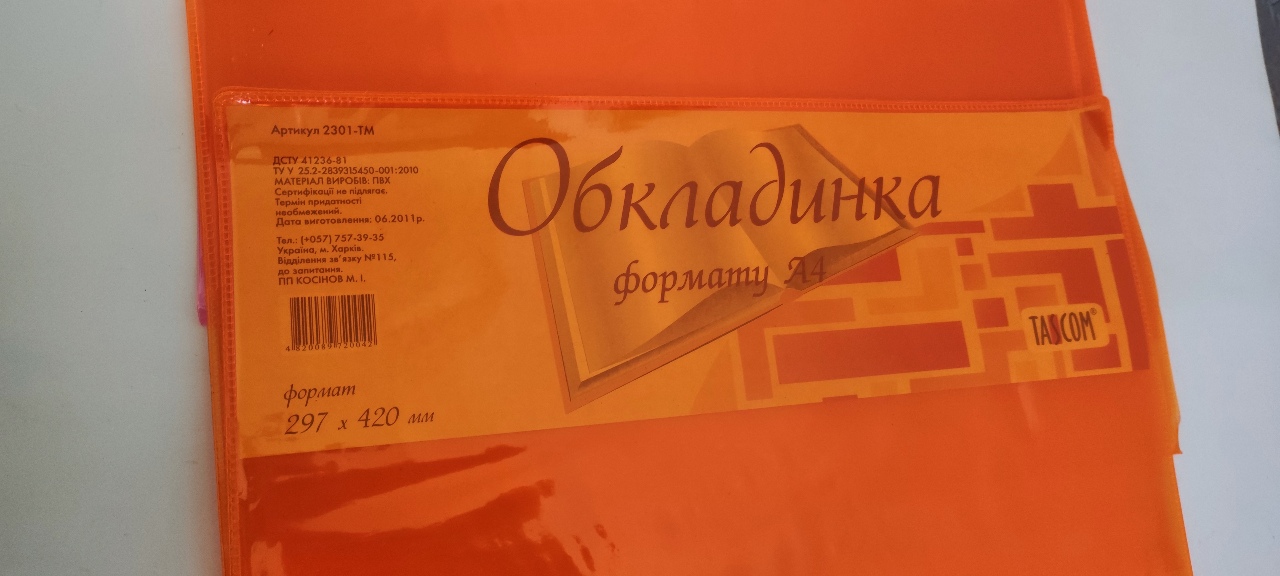 Артикул 2301-ТМ
ДСТУ 41236-81
ТУ У 25.2-2839315450-001:2010
МАТЕРІАЛ ВИРОБІВ: ПВХ
Сертифікації не підлягає.
Термін придатності
необмежений.
Дата виготовлення: 06.2011р.
Тел.: (+057) 757-39-35
Україна, м. Харків.
Відділення зв'язку №115,
до запитання.
ПП КОСІНОВ М. І.
4820089720042
формат
297 х 420 мм
Обкладинка
формату А4
TASCOM®